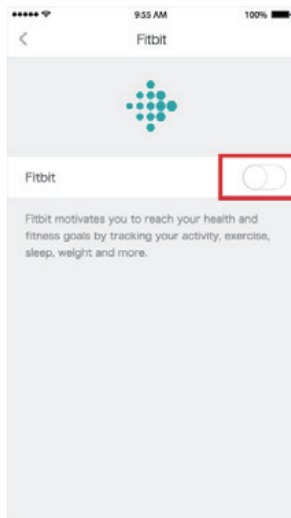 9:55 AM
100%
Fitbit
Fitbit
Fitbit motivates you to reach your health and
fitness goals by tracking your activity, exercise,
sleep, weight and more.